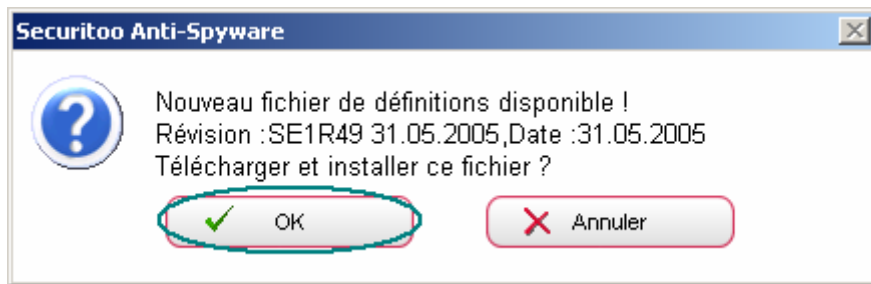 Securitoo Anti-Spyware
Nouveau fichier de définitions disponible !
Révision :SE1R49 31.05.2005,Date :31.05.2005
Télécharger et installer ce fichier ?
OK Annuler